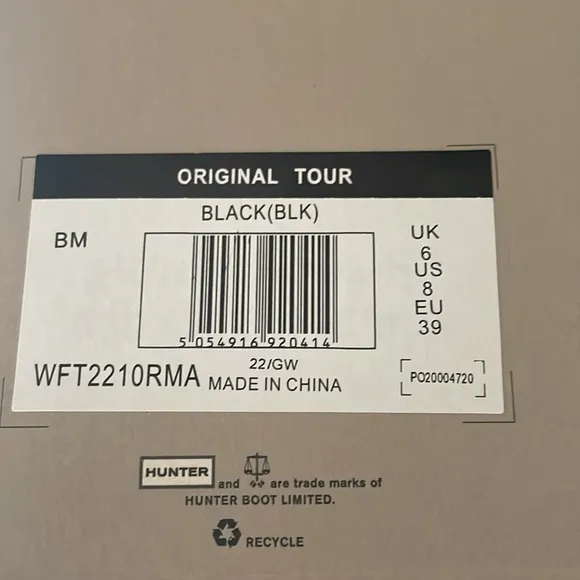 ORIGINAL TOUR
BLACK(BLK)
BM
UK
6
US
8
EU
39
5 054916 920414
22/GW
WFT2210RMA MADE IN CHINA
PO20004720
HUNTER and are trade marks of
HUNTER BOOT LIMITED.
RECYCLE